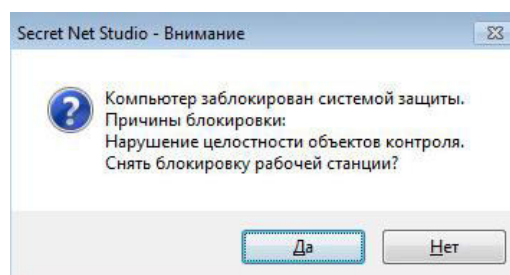 Secret Net Studio - Внимание
Компьютер заблокирован системой защиты.
Причины блокировки:
Нарушение целостности объектов контроля.
Снять блокировку рабочей станции?
Да
Нет